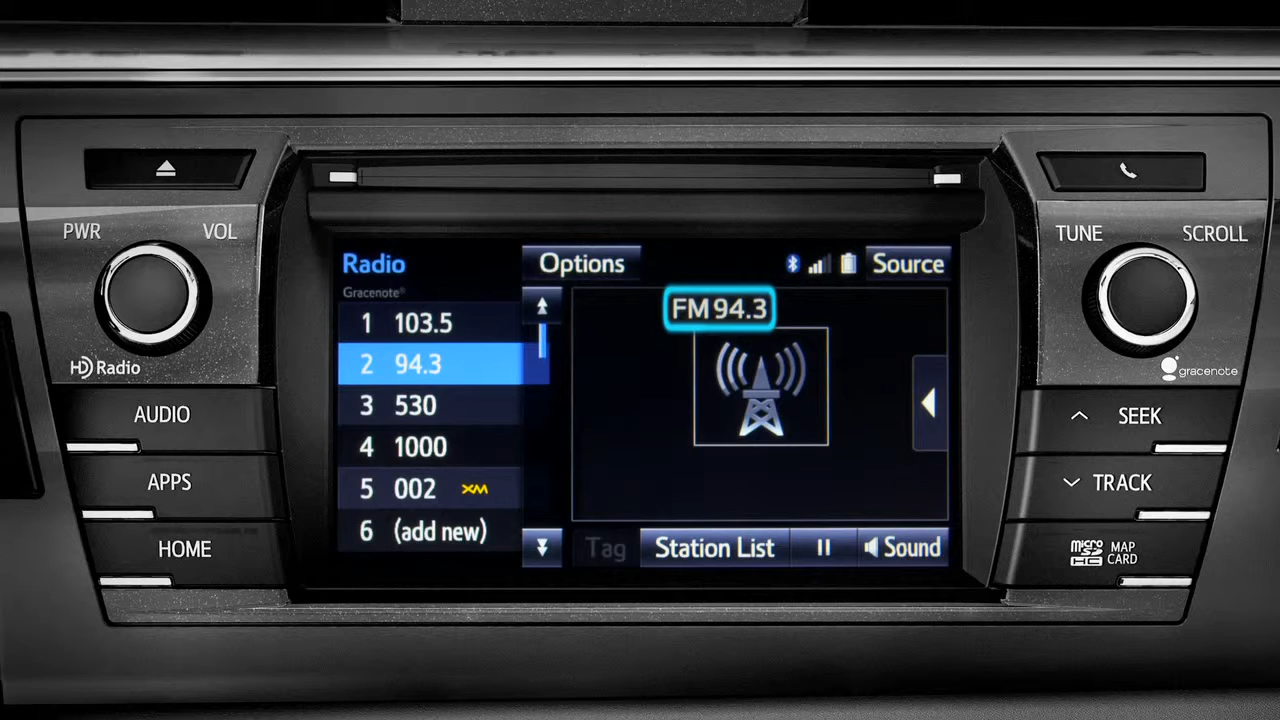 PWR VOL
HD Radio
AUDIO
APPS
HOME
Radio
Gracenote®
1 103.5
2 94.3
3 530
4 1000
5 002 XM
6 (add new)
Options
Source
FM 94.3
Tag
Station List
Sound
TUNE SCROLL
gracenote
SEEK
TRACK
micro SD HC MAP
CARD